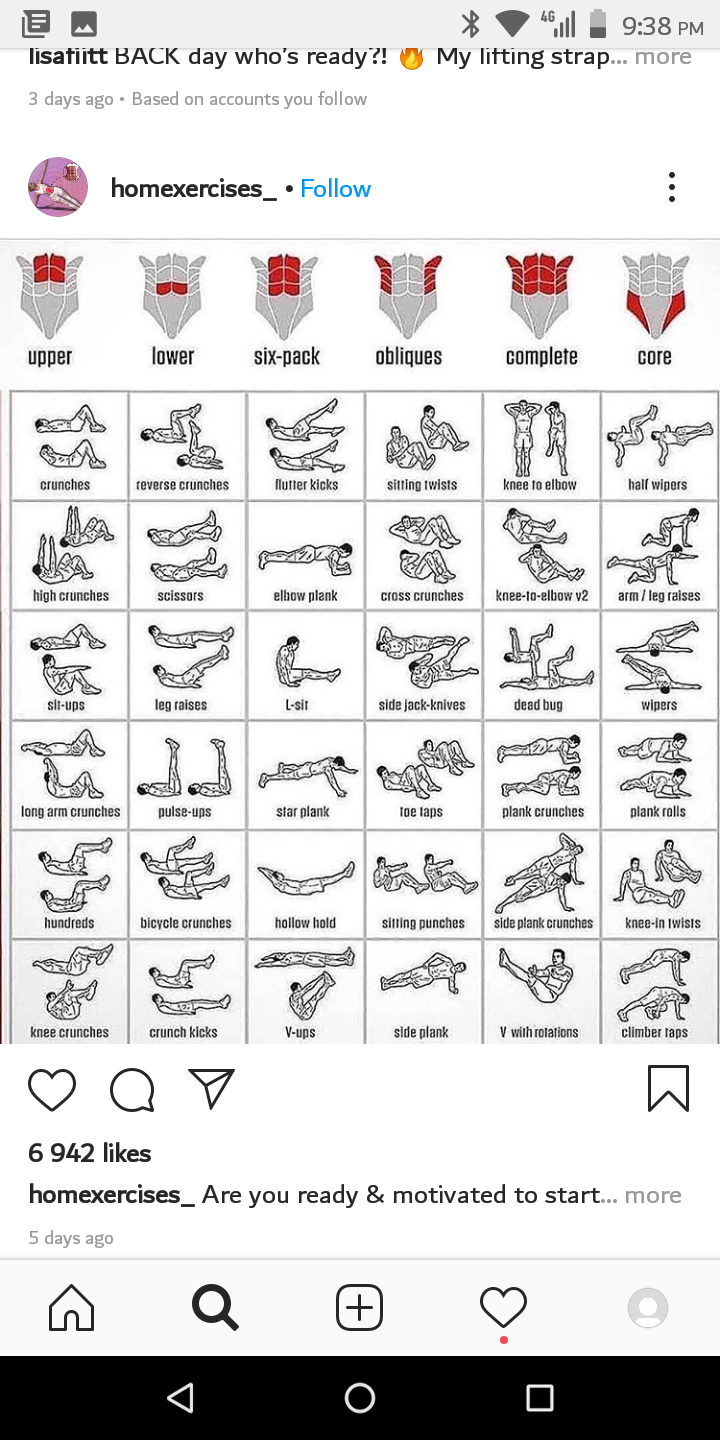 4G 9:38 PM
lisafiitt BACK day who's ready?! 🔥 My lifting strap... more
3 days ago • Based on accounts you follow
homexercises_ • Follow
upper lower six-pack obliques complete core
crunches reverse crunches flutter kicks sitting twists knee to elbow half wipers
high crunches scissors elbow plank cross crunches knee-to-elbow v2 arm / leg raises
sit-ups leg raises L-sit side jack-knives dead bug wipers
long arm crunches pulse-ups star plank toe taps plank crunches plank rolls
hundreds bicycle crunches hollow hold sitting punches side plank crunches knee-in twists
knee crunches crunch kicks V-ups side plank V with rotations climber taps
6 942 likes
homexercises_ Are you ready & motivated to start... more
5 days ago